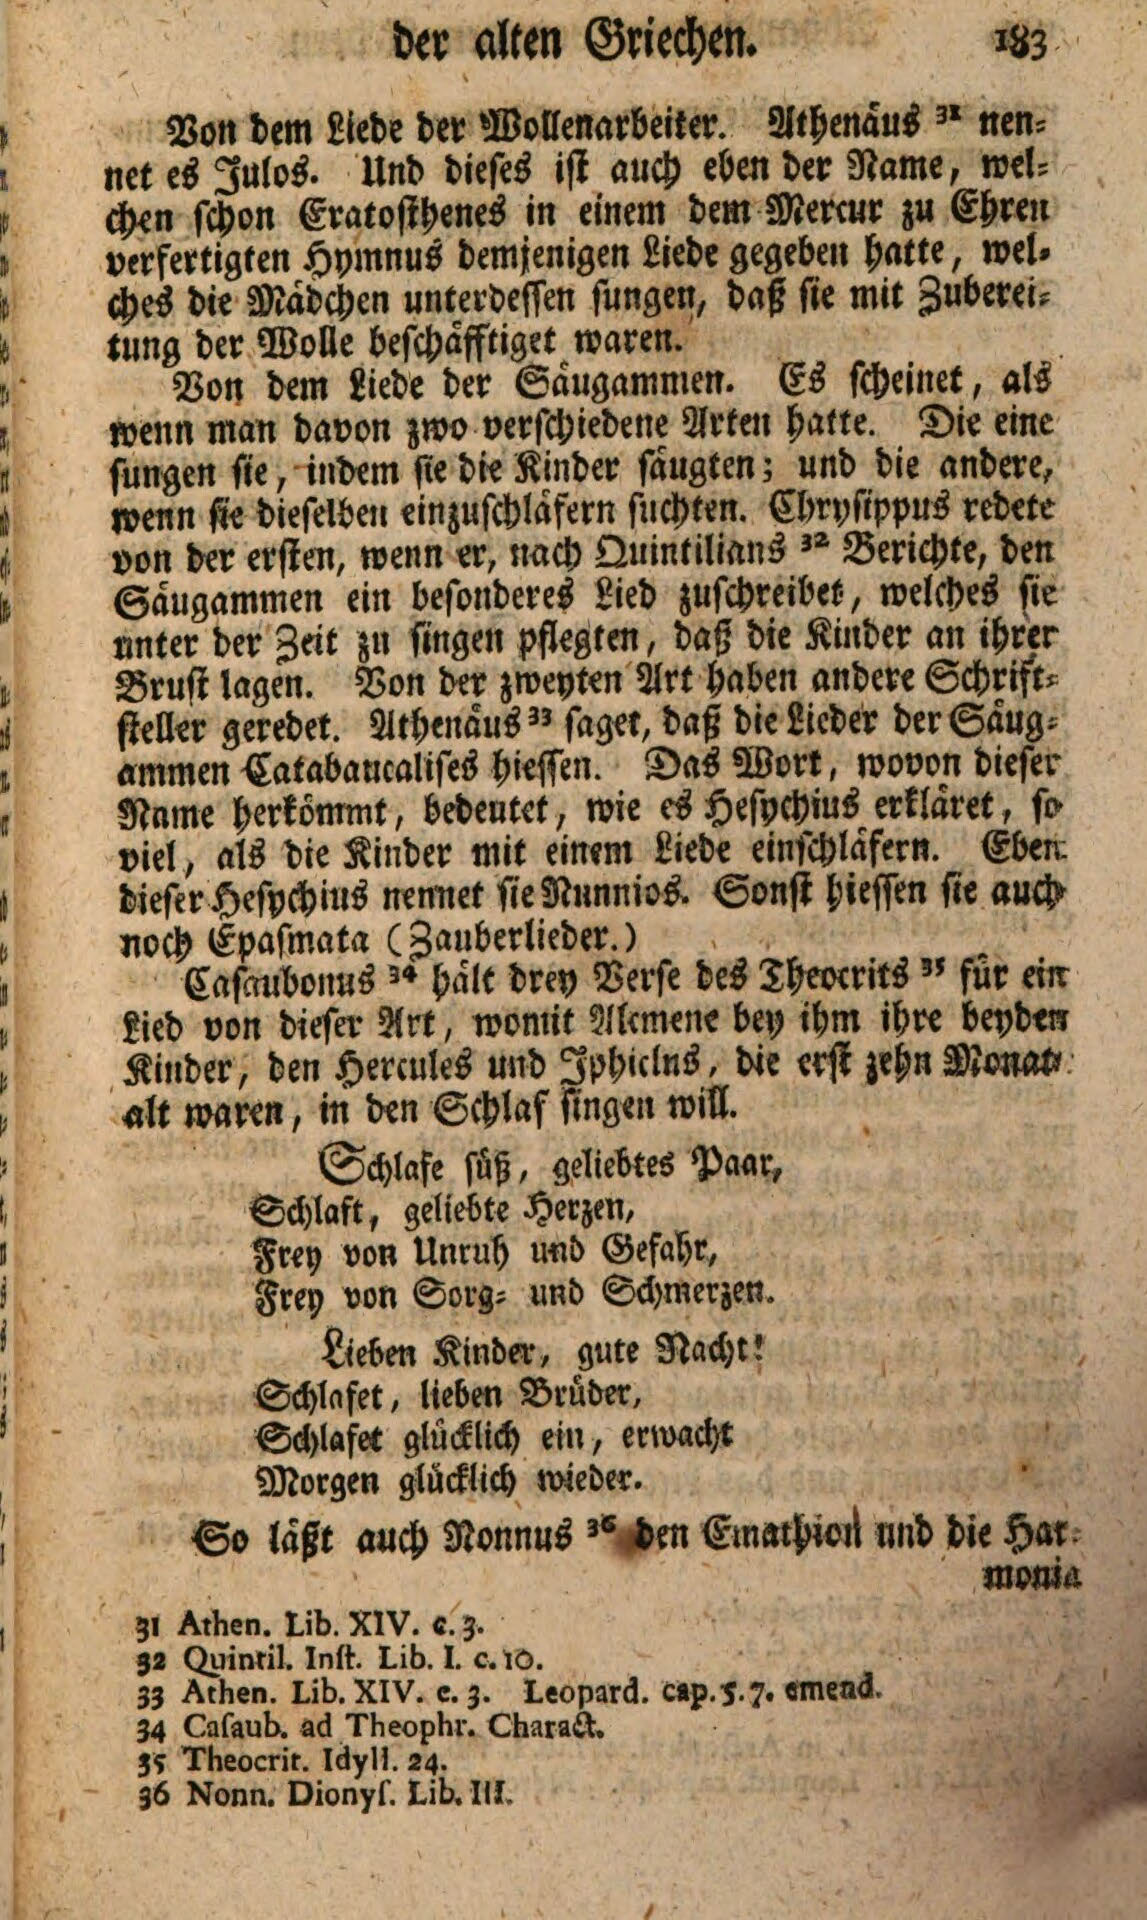 der alten Griechen. 183
Von dem Liede der Wollenarbeiter. Athenäus ³¹ nen-
net es Julos. Und dieses ist auch eben der Name, wel-
chen schon Eratosthenes in einem dem Mercur zu Ehren
verfertigten Hymnus demjenigen Liede gegeben hatte, wel-
ches die Mädchen unterdessen sungen, daß sie mit Zuberei-
tung der Wolle beschäfftiget waren.
Von dem Liede der Säugammen. Es scheinet, als
wenn man davon zwo verschiedene Arten hatte. Die eine
sungen sie, indem sie die Kinder säugten; und die andere,
wenn sie dieselben einzuschläfern suchten. Chrysippus redete
von der ersten, wenn er, nach Quintilians ³² Berichte, den
Säugammen ein besonderes Lied zuschreibet, welches sie
unter der Zeit zu singen pflegten, daß die Kinder an ihrer
Brust lagen. Von der zweyten Art haben andere Schrift-
steller geredet. Athenäus ³³ saget, daß die Lieder der Säug-
ammen Catabaucalises hiessen. Das Wort, wovon dieser
Name herkömmt, bedeutet, wie es Hesychius erkläret, so
viel, als die Kinder mit einem Liede einschläfern. Eben
dieser Hesychius nennet sie Nunnios. Sonst hiessen sie auch
noch Epasmata (Zauberlieder.)
Casaubonus ³⁴ hält drey Verse des Theocrits ³⁵ für ein
Lied von dieser Art, womit Alcmene bey ihm ihre beyden
Kinder, den Hercules und Iphiclus, die erst zehn Monat
alt waren, in den Schlaf singen will.
Schlafe süß, geliebtes Paar,
Schlaft, geliebte Herzen,
Frey von Unruh und Gefahr,
Frey von Sorg- und Schmerzen.
Lieben Kinder, gute Nacht!
Schlafet, lieben Brüder,
Schlafet glücklich ein, erwacht
Morgen glücklich wieder.
So läßt auch Nonnus ³⁶ den Emathion und die Har-
monia
31 Athen. Lib. XIV. c. 3.
32 Quintil. Inst. Lib. I. c. 10.
33 Athen. Lib. XIV. c. 3. Leopard. cap. 5. 7. emend.
34 Casaub. ad Theophr. Charact.
35 Theocrit. Idyll. 24.
36 Nonn. Dionys. Lib. III.